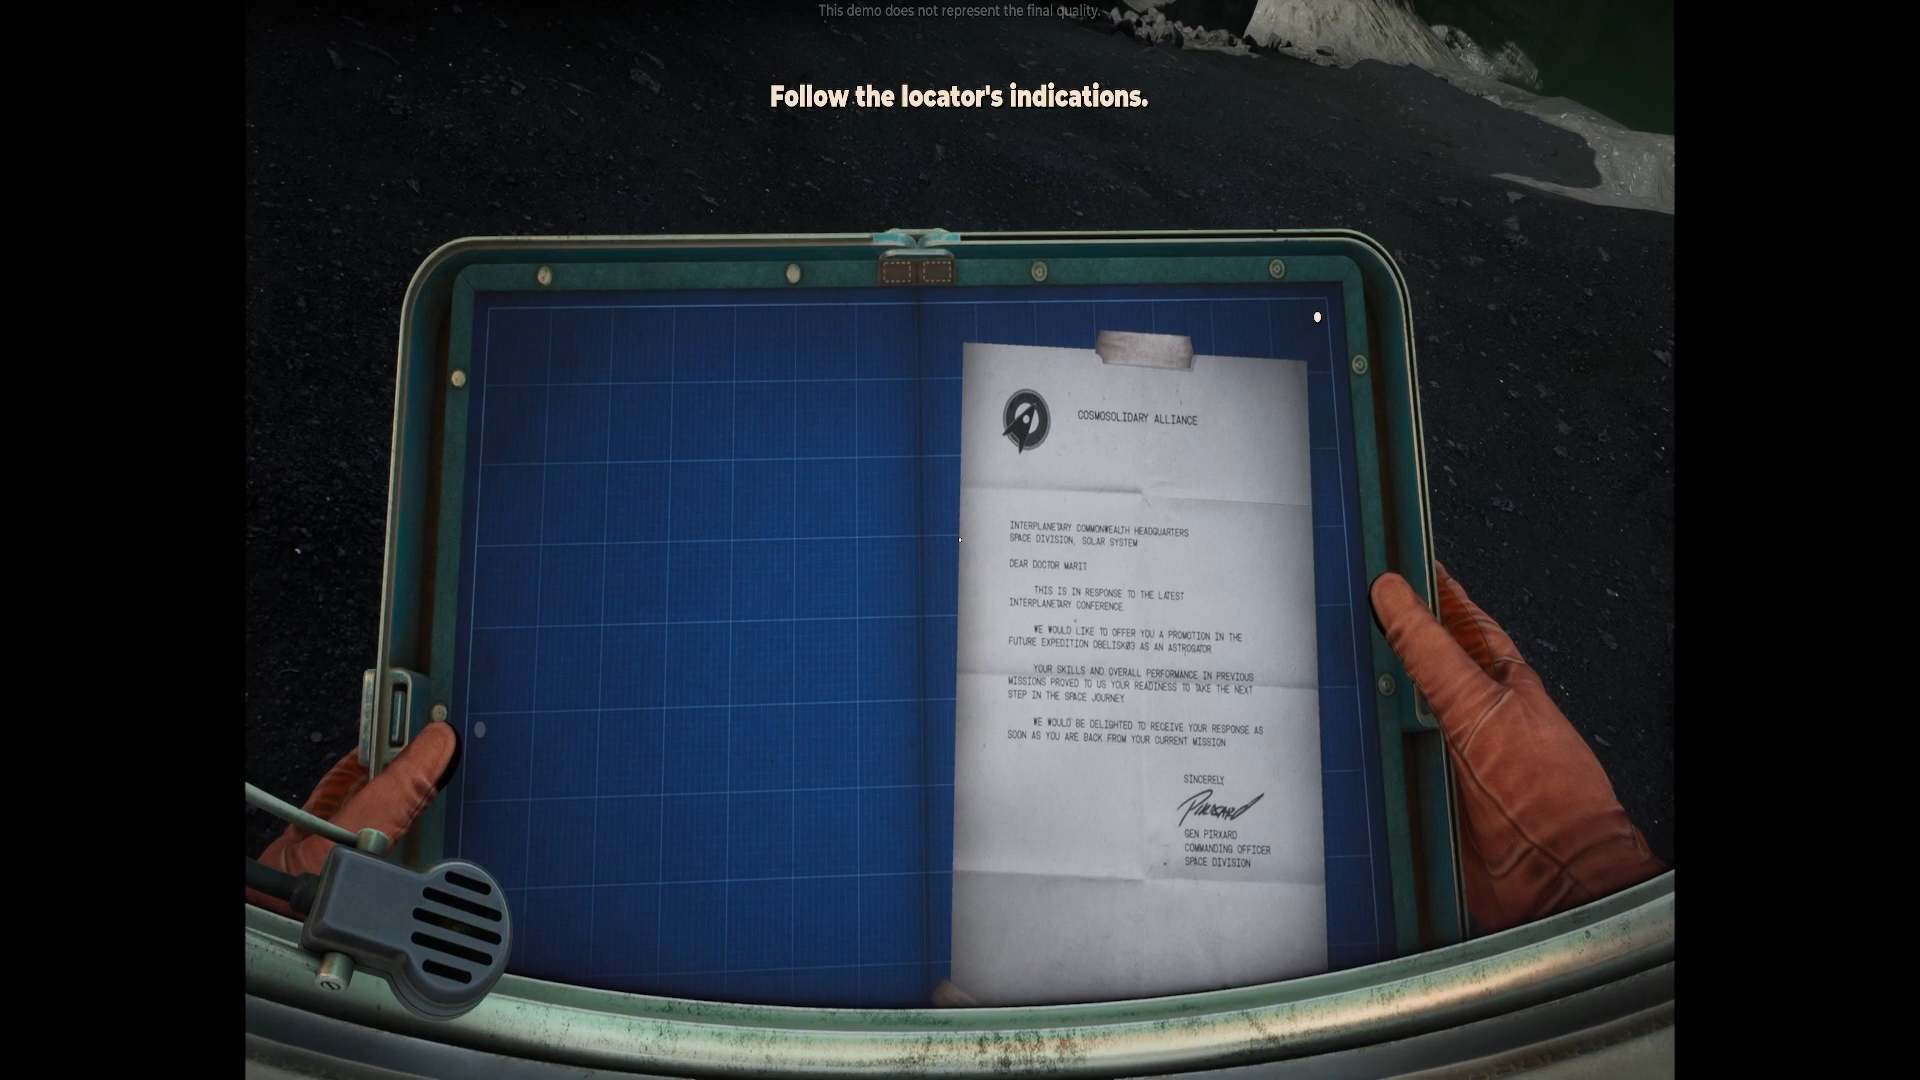 This demo does not represent the final quality.
Follow the locator's indications.
COSMOSOLIDARY ALLIANCE
INTERPLANETARY COMMONWEALTH HEADQUARTERS
SPACE DIVISION, SOLAR SYSTEM
DEAR DOCTOR MARIT
THIS IS IN RESPONSE TO THE LATEST
INTERPLANETARY CONFERENCE
WE WOULD LIKE TO OFFER YOU A PROMOTION IN THE
FUTURE EXPEDITION OBELISK03 AS AN ASTROGATOR
YOUR SKILLS AND OVERALL PERFORMANCE IN PREVIOUS
MISSIONS PROVED TO US YOUR READINESS TO TAKE THE NEXT
STEP IN THE SPACE JOURNEY
WE WOULD BE DELIGHTED TO RECEIVE YOUR RESPONSE AS
SOON AS YOU ARE BACK FROM YOUR CURRENT MISSION
SINCERELY
GEN PIRXARD
COMMANDING OFFICER
SPACE DIVISION